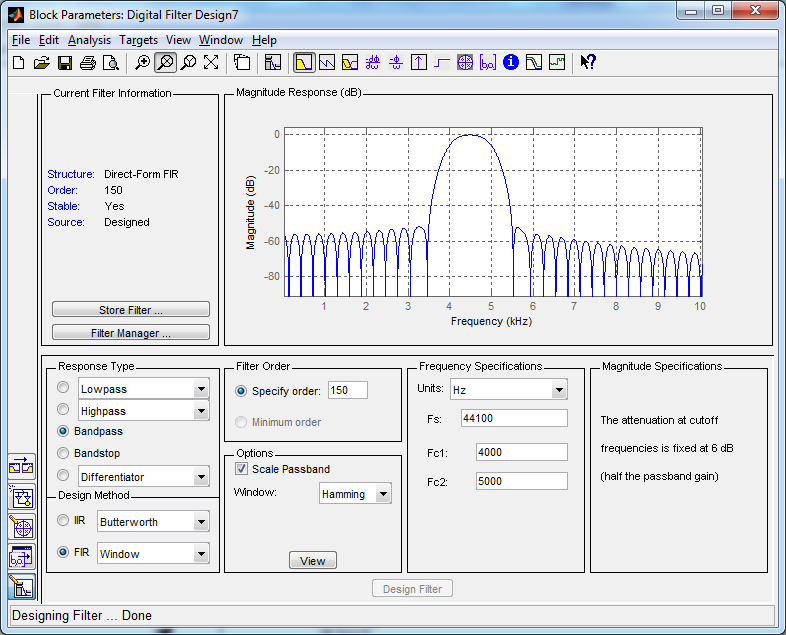 Block Parameters: Digital Filter Design7
File Edit Analysis Targets View Window Help
Current Filter Information
Structure: Direct-Form FIR
Order: 150
Stable: Yes
Source: Designed
Store Filter ...
Filter Manager ...
Magnitude Response (dB)
Magnitude (dB)
0
-20
-40
-60
-80
1 2 3 4 5 6 7 8 9 10
Frequency (kHz)
Response Type
Lowpass
Highpass
Bandpass
Bandstop
Differentiator
Design Method
IIR Butterworth
FIR Window
Filter Order
Specify order: 150
Minimum order
Options
Scale Passband
Window: Hamming
View
Frequency Specifications
Units: Hz
Fs: 44100
Fc1: 4000
Fc2: 5000
Magnitude Specifications
The attenuation at cutoff
frequencies is fixed at 6 dB
(half the passband gain)
Design Filter
Designing Filter ... Done